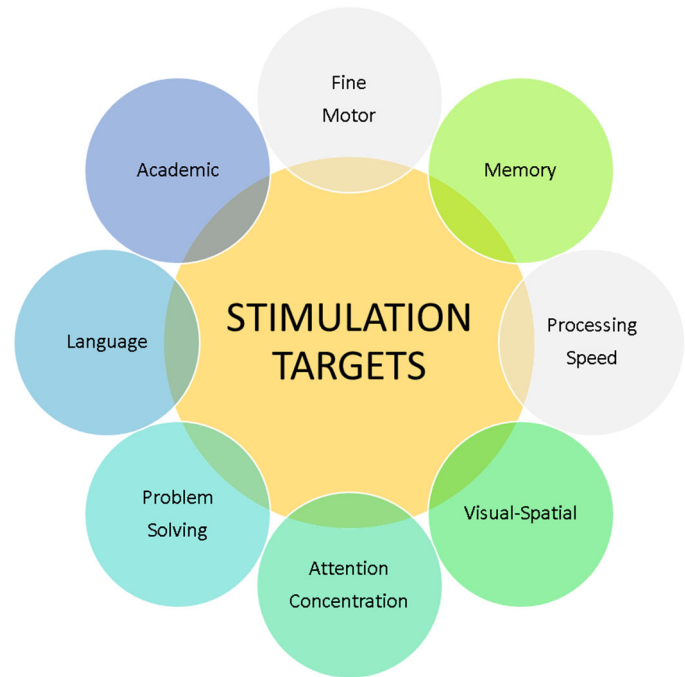 Fine
Motor
Memory
Processing
Speed
Visual-Spatial
Attention
Concentration
Problem
Solving
Language
Academic
STIMULATION
TARGETS